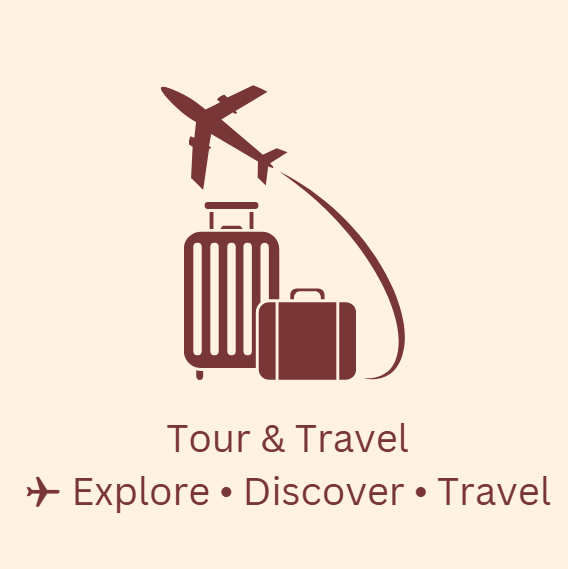 Tour & Travel
✈ Explore • Discover • Travel